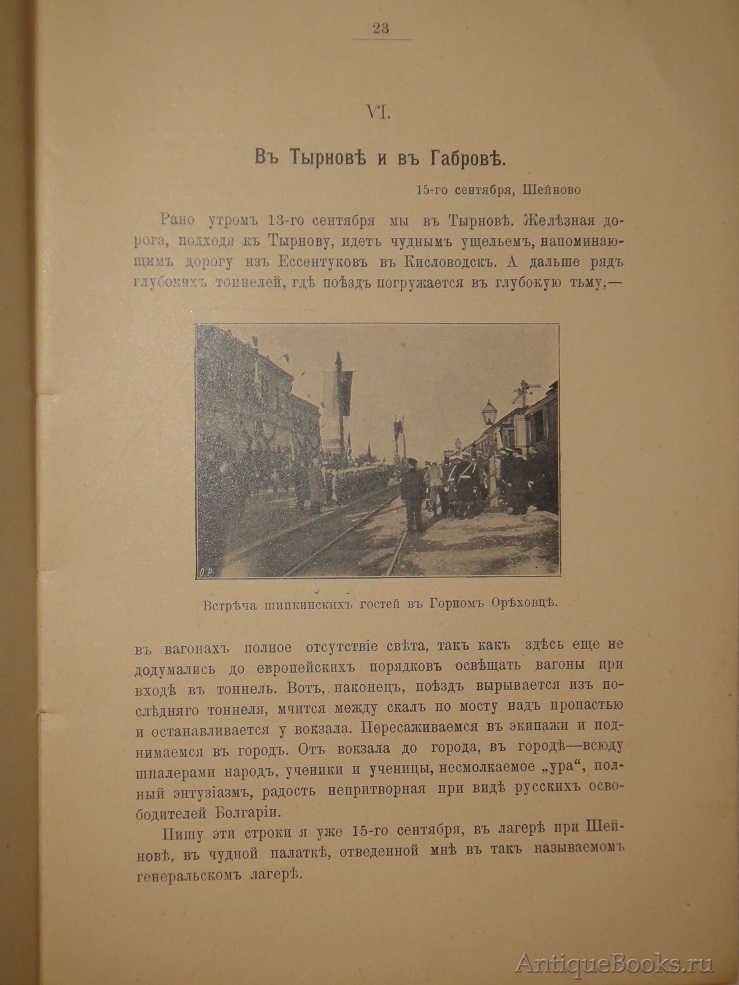 23
VI.
Въ Тырновѣ и въ Габровѣ.
15-го сентября, Шейново
Рано утромъ 13-го сентября мы въ Тырновѣ. Желѣзная до-
рога, подходя къ Тырнову, идетъ чуднымъ ущельемъ, напоминаю-
щимъ дорогу изъ Ессентуковъ въ Кисловодскъ. А дальше рядъ
глубокихъ тоннелей, гдѣ поѣздъ погружается въ глубокую тьму,—
О.Р.
Встрѣча шипкинскихъ гостей въ Горномъ Орѣховцѣ.
въ вагонахъ полное отсутствіе свѣта, такъ какъ здѣсь еще не
додумались до европейскихъ порядковъ освѣщать вагоны при
входѣ въ тоннель. Вотъ, наконецъ, поѣздъ вырывается изъ по-
слѣдняго тоннеля, мчится между скалъ по мосту надъ пропастью
и останавливается у вокзала. Пересаживаемся въ экипажи и под-
нимаемся въ городъ. Отъ вокзала до города, въ городѣ—всюду
шпалерами народъ, ученики и ученицы, несмолкаемое „ура“, пол-
ный энтузіазмъ, радость непритворная при видѣ русскихъ осво-
бодителей Болгаріи.
Пишу эти строки я уже 15-го сентября, въ лагерѣ при Шей-
новѣ, въ чудной палаткѣ, отведенной мнѣ въ такъ называемомъ
генеральскомъ лагерѣ.
AntiqueBooks.ru